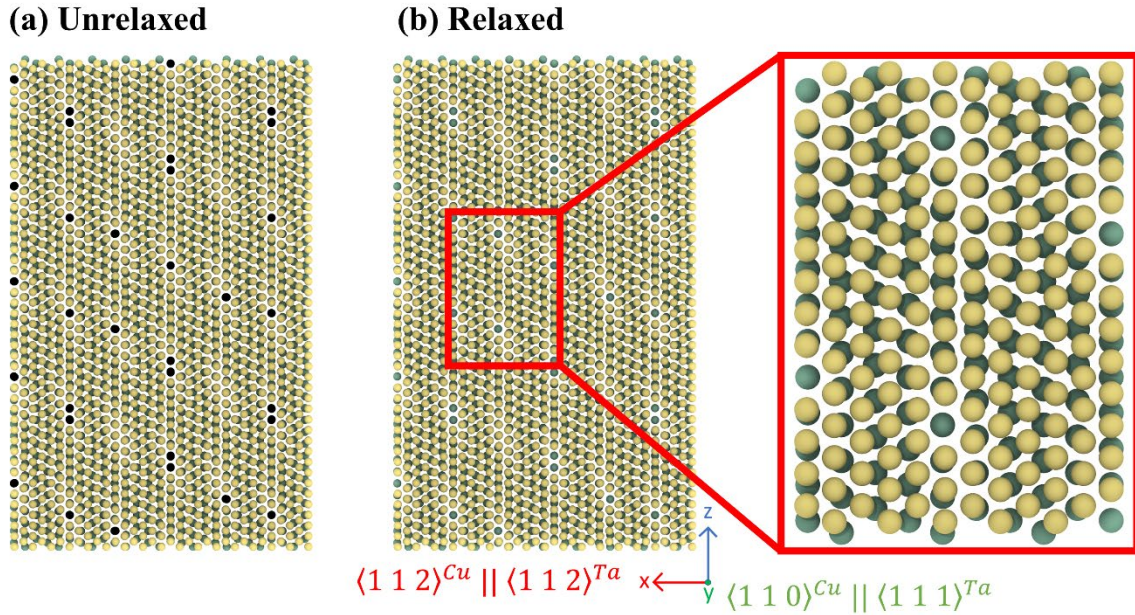 (a) Unrelaxed
(b) Relaxed
z
⟨1 1 2⟩^Cu || ⟨1 1 2⟩^Ta
x
y
⟨1 1 0⟩^Cu || ⟨1 1 1⟩^Ta